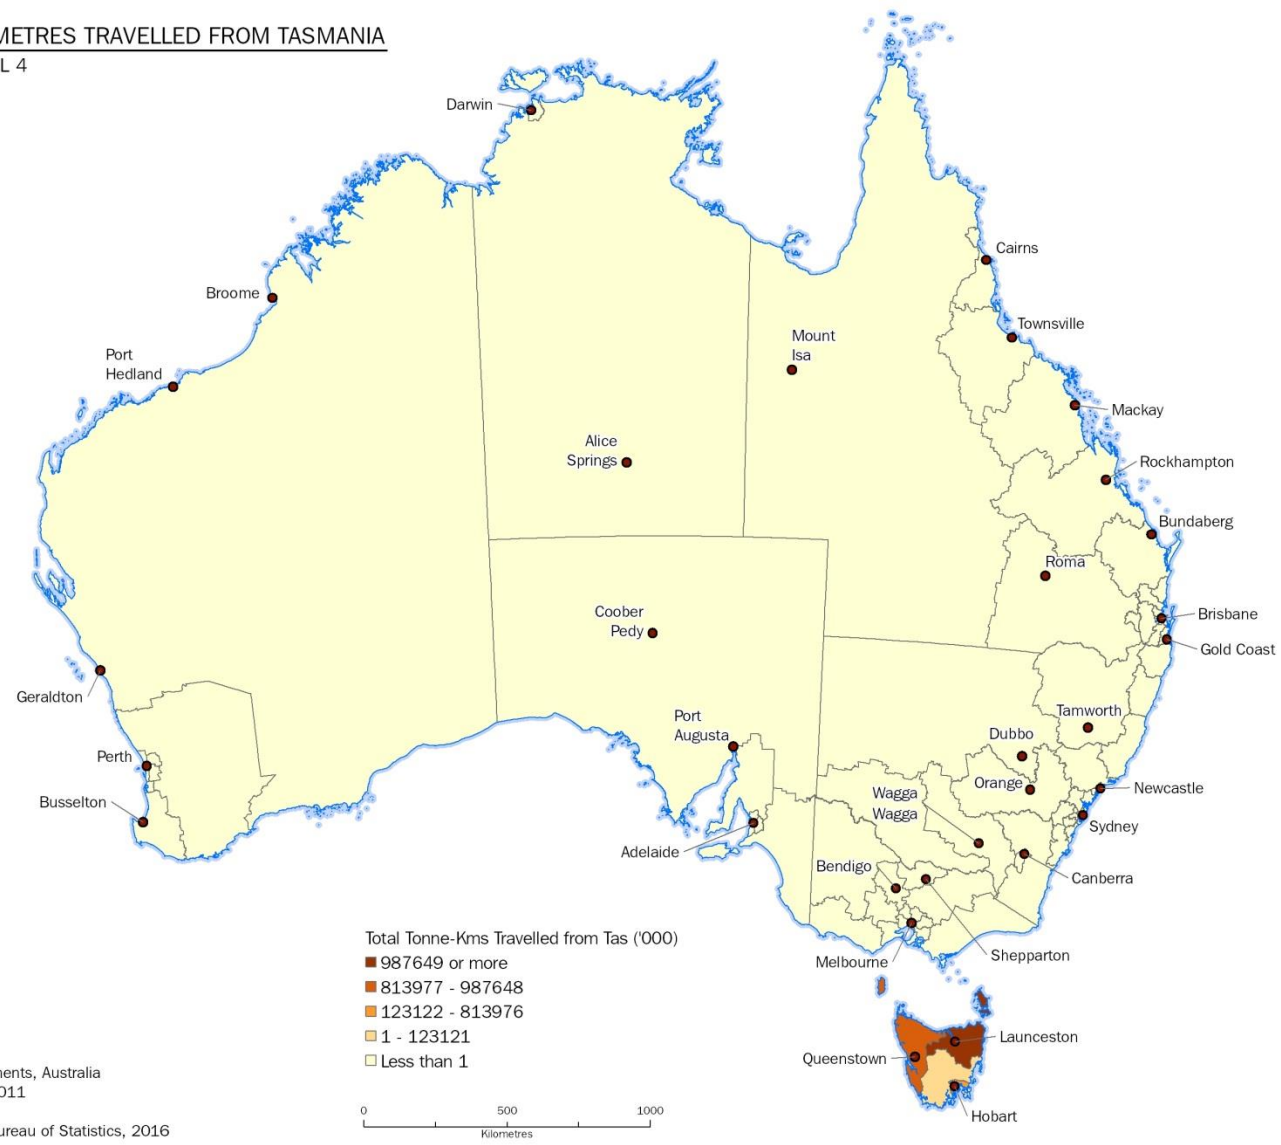 METRES TRAVELLED FROM TASMANIA
L 4
Darwin
Cairns
Broome
Townsville
Mount
Isa
Port
Hedland
Mackay
Alice
Springs
Rockhampton
Bundaberg
Roma
Coober
Pedy
Brisbane
Gold Coast
Geraldton
Port
Augusta
Tamworth
Dubbo
Perth
Orange
Newcastle
Wagga
Wagga
Busselton
Sydney
Adelaide
Bendigo
Canberra
Total Tonne-Kms Travelled from Tas ('000)
987649 or more
813977 - 987648
123122 - 813976
1 - 123121
Less than 1
Melbourne
Shepparton
Launceston
Queenstown
Hobart
ents, Australia
011
ureau of Statistics, 2016
0 500 1000
Kilometres